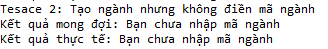 Tesace 2: Tạo ngành nhưng không điền mã ngành
Kết quả mong đợi: Bạn chưa nhập mã ngành
Kết quả thực tế: Bạn chưa nhập mã ngành